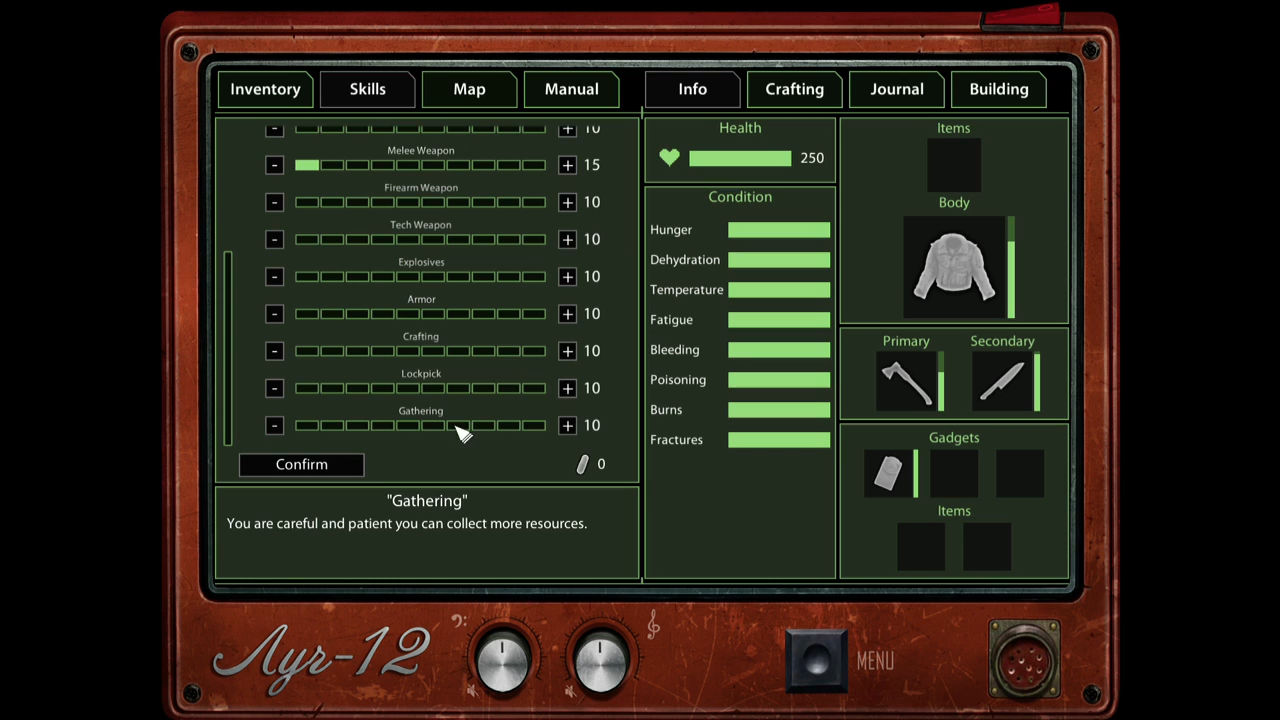 Inventory
Skills
Map
Manual
Info
Crafting
Journal
Building
- + 10
Melee Weapon
- + 15
Firearm Weapon
- + 10
Tech Weapon
- + 10
Explosives
- + 10
Armor
- + 10
Crafting
- + 10
Lockpick
- + 10
Gathering
- + 10
Confirm
0
"Gathering"
You are careful and patient you can collect more resources.
Health
250
Condition
Hunger
Dehydration
Temperature
Fatigue
Bleeding
Poisoning
Burns
Fractures
Items
Body
Primary
Secondary
Gadgets
Items
Луч-12
MENU